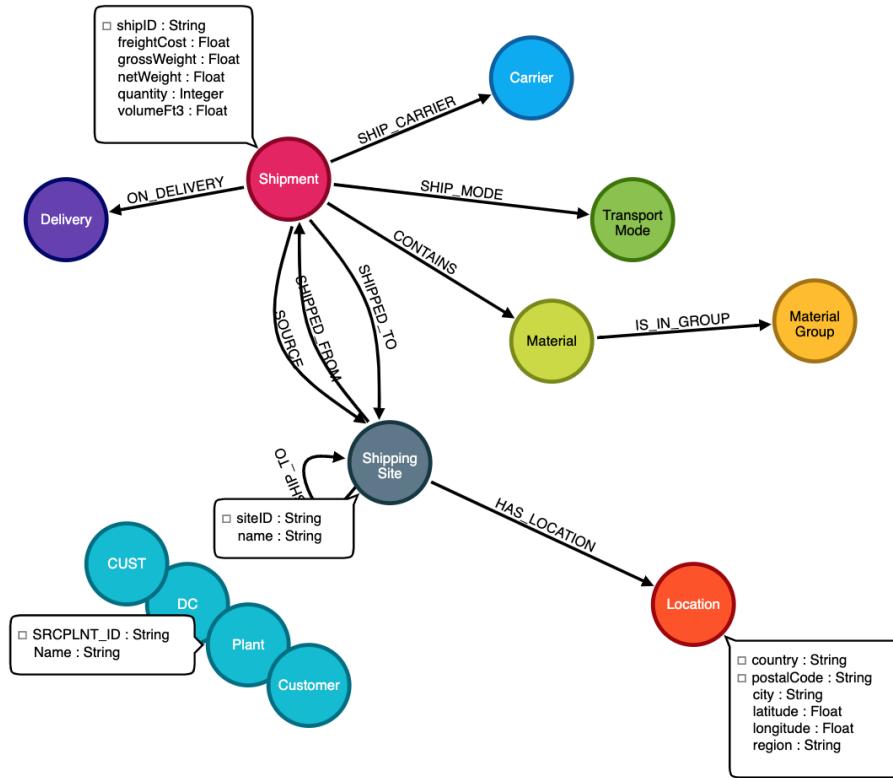 □ shipID : String
freightCost : Float
grossWeight : Float
netWeight : Float
quantity : Integer
volumeFt3 : Float
Carrier
SHIP_CARRIER
Shipment
ON_DELIVERY
Delivery
SHIP_MODE
Transport
Mode
CONTAINS
SHIPPED_TO
SHIPPED_FROM
SOURCE
Material
IS_IN_GROUP
Material
Group
Shipping
Site
SHIP_TO
□ siteID : String
name : String
HAS_LOCATION
CUST
DC
□ SRCPLNT_ID : String
Name : String
Plant
Customer
Location
□ country : String
□ postalCode : String
city : String
latitude : Float
longitude : Float
region : String